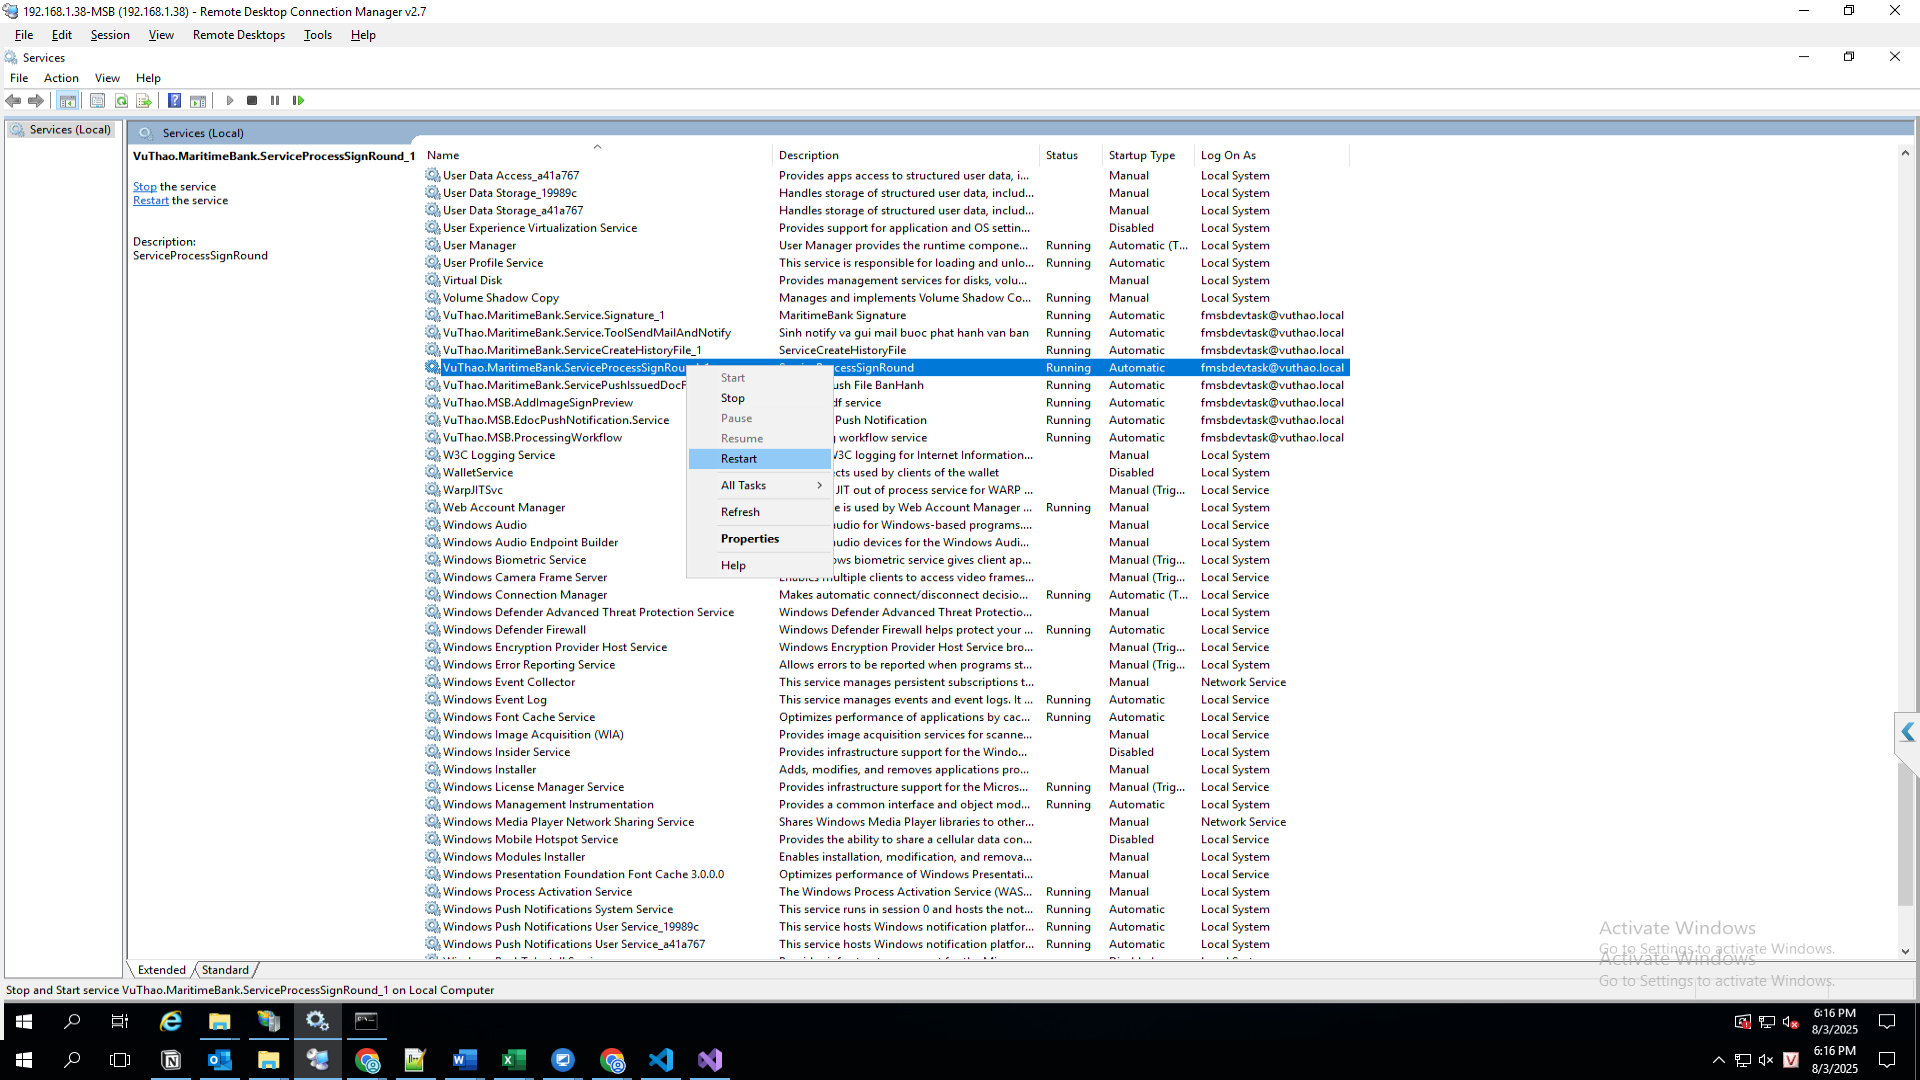 192.168.1.38-MSB (192.168.1.38) - Remote Desktop Connection Manager v2.7
File Edit Session View Remote Desktops Tools Help
Services
File Action View Help
Services (Local)
Services (Local)
VuThao.MaritimeBank.ServiceProcessSignRound_1
Stop the service
Restart the service
Description:
ServiceProcessSignRound
Name Description Status Startup Type Log On As
User Data Access_a41a767 Provides apps access to structured user data, i... Manual Local System
User Data Storage_19989c Handles storage of structured user data, includ... Manual Local System
User Data Storage_a41a767 Handles storage of structured user data, includ... Manual Local System
User Experience Virtualization Service Provides support for application and OS settin... Disabled Local System
User Manager User Manager provides the runtime compone... Running Automatic (T... Local System
User Profile Service This service is responsible for loading and unlo... Running Automatic Local System
Virtual Disk Provides management services for disks, volu... Manual Local System
Volume Shadow Copy Manages and implements Volume Shadow Co... Running Manual Local System
VuThao.MaritimeBank.Service.Signature_1 MaritimeBank Signature Running Automatic fmsbdevtask@vuthao.local
VuThao.MaritimeBank.Service.ToolSendMailAndNotify Sinh notify va gui mail buoc phat hanh van ban Running Automatic fmsbdevtask@vuthao.local
VuThao.MaritimeBank.ServiceCreateHistoryFile_1 ServiceCreateHistoryFile Running Automatic fmsbdevtask@vuthao.local
VuThao.MaritimeBank.ServiceProcessSignRound_1 ServiceProcessSignRound Running Automatic fmsbdevtask@vuthao.local
VuThao.MaritimeBank.ServicePushIssuedDocF ush File BanHanh Running Automatic fmsbdevtask@vuthao.local
VuThao.MSB.AddImageSignPreview df service Running Automatic fmsbdevtask@vuthao.local
VuThao.MSB.EdocPushNotification.Service Push Notification Running Automatic fmsbdevtask@vuthao.local
VuThao.MSB.ProcessingWorkflow g workflow service Running Automatic fmsbdevtask@vuthao.local
W3C Logging Service W3C logging for Internet Information... Manual Local System
WalletService cts used by clients of the wallet Disabled Local System
WarpJITSvc JIT out of process service for WARP ... Manual (Trig... Local Service
Web Account Manager e is used by Web Account Manager ... Running Manual Local System
Windows Audio udio for Windows-based programs.... Manual Local Service
Windows Audio Endpoint Builder udio devices for the Windows Audi... Manual Local System
Windows Biometric Service ows biometric service gives client ap... Manual (Trig... Local System
Windows Camera Frame Server Enables multiple clients to access video frames... Manual (Trig... Local Service
Windows Connection Manager Makes automatic connect/disconnect decisio... Running Automatic (T... Local Service
Windows Defender Advanced Threat Protection Service Windows Defender Advanced Threat Protectio... Manual Local System
Windows Defender Firewall Windows Defender Firewall helps protect your ... Running Automatic Local Service
Windows Encryption Provider Host Service Windows Encryption Provider Host Service bro... Manual (Trig... Local Service
Windows Error Reporting Service Allows errors to be reported when programs st... Manual (Trig... Local System
Windows Event Collector This service manages persistent subscriptions t... Manual Network Service
Windows Event Log This service manages events and event logs. It ... Running Automatic Local Service
Windows Font Cache Service Optimizes performance of applications by cac... Running Automatic Local Service
Windows Image Acquisition (WIA) Provides image acquisition services for scanne... Manual Local Service
Windows Insider Service Provides infrastructure support for the Windo... Disabled Local System
Windows Installer Adds, modifies, and removes applications pro... Manual Local System
Windows License Manager Service Provides infrastructure support for the Micros... Running Manual (Trig... Local Service
Windows Management Instrumentation Provides a common interface and object mod... Running Automatic Local System
Windows Media Player Network Sharing Service Shares Windows Media Player libraries to other... Manual Network Service
Windows Mobile Hotspot Service Provides the ability to share a cellular data con... Disabled Local Service
Windows Modules Installer Enables installation, modification, and remova... Manual Local System
Windows Presentation Foundation Font Cache 3.0.0.0 Optimizes performance of Windows Presentati... Manual Local Service
Windows Process Activation Service The Windows Process Activation Service (WAS... Running Manual Local System
Windows Push Notifications System Service This service runs in session 0 and hosts the not... Running Automatic Local System
Windows Push Notifications User Service_19989c This service hosts Windows notification platfor... Running Automatic Local System
Windows Push Notifications User Service_a41a767 This service hosts Windows notification platfor... Running Automatic Local System
Start
Stop
Pause
Resume
Restart
All Tasks
Refresh
Properties
Help
Activate Windows
Go to Settings to activate Windows.
Activate Windows
Go to Settings to activate Windows.
Extended Standard
Stop and Start service VuThao.MaritimeBank.ServiceProcessSignRound_1 on Local Computer
6:16 PM
8/3/2025
6:16 PM
8/3/2025